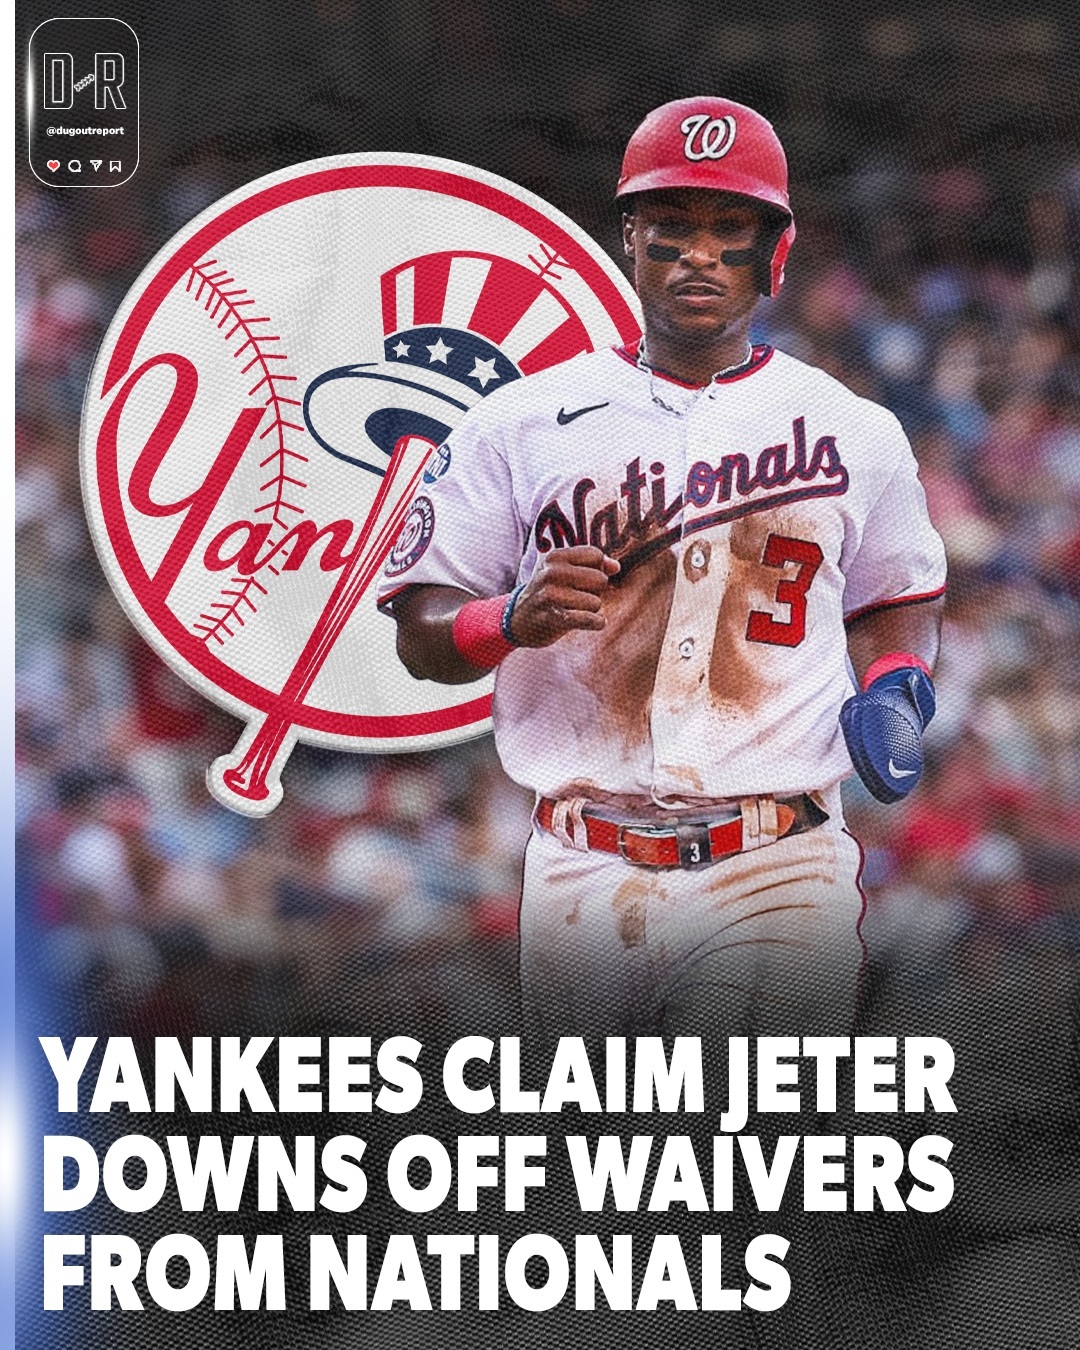 D R
@dugoutreport
W
Yan
Nationals
3
3
YANKEES CLAIM JETER
DOWNS OFF WAIVERS
FROM NATIONALS